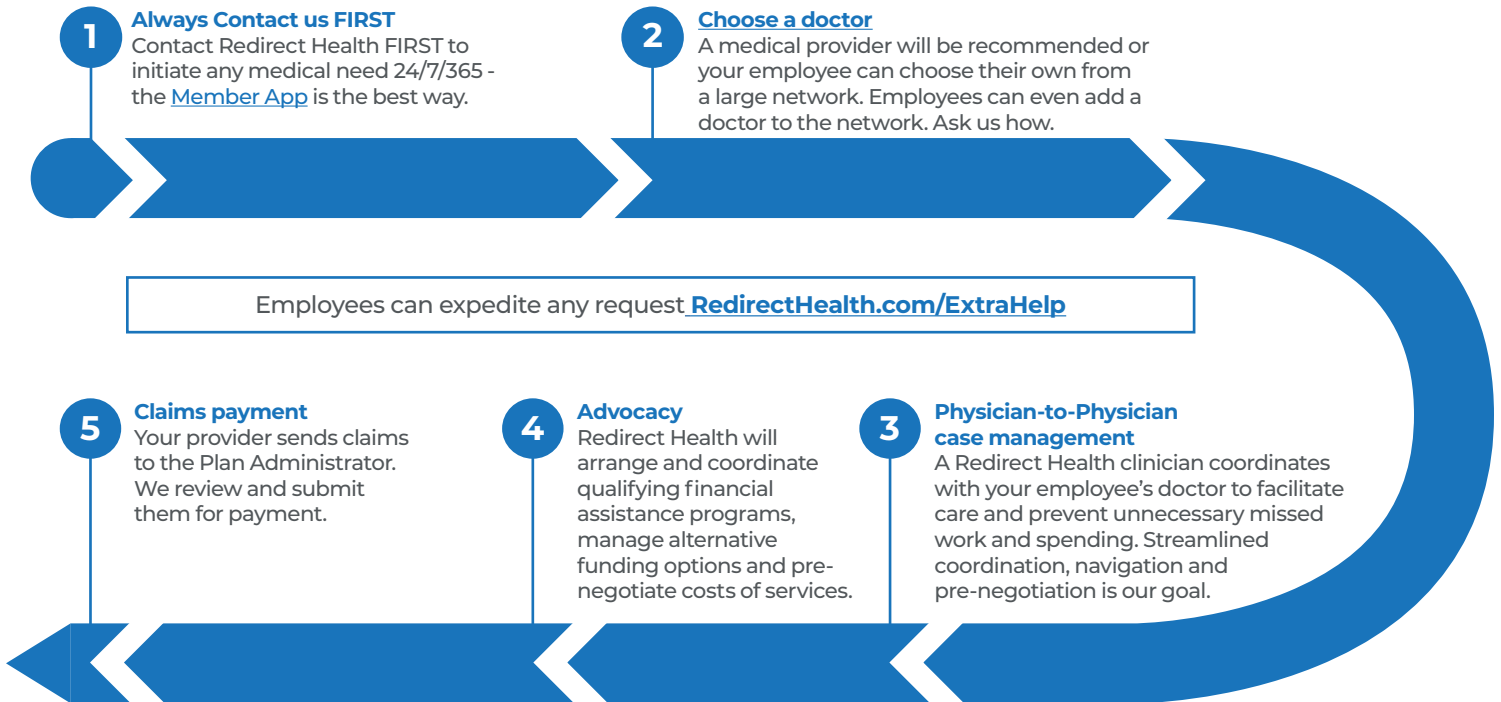 1
Always Contact us FIRST
Contact Redirect Health FIRST to
initiate any medical need 24/7/365 -
the Member App is the best way.
2
Choose a doctor
A medical provider will be recommended or
your employee can choose their own from
a large network. Employees can even add a
doctor to the network. Ask us how.
Employees can expedite any request RedirectHealth.com/ExtraHelp
3
Physician-to-Physician
case management
A Redirect Health clinician coordinates
with your employee's doctor to facilitate
care and prevent unnecessary missed
work and spending. Streamlined
coordination, navigation and
pre-negotiation is our goal.
4
Advocacy
Redirect Health will
arrange and coordinate
qualifying financial
assistance programs,
manage alternative
funding options and pre-
negotiate costs of services.
5
Claims payment
Your provider sends claims
to the Plan Administrator.
We review and submit
them for payment.